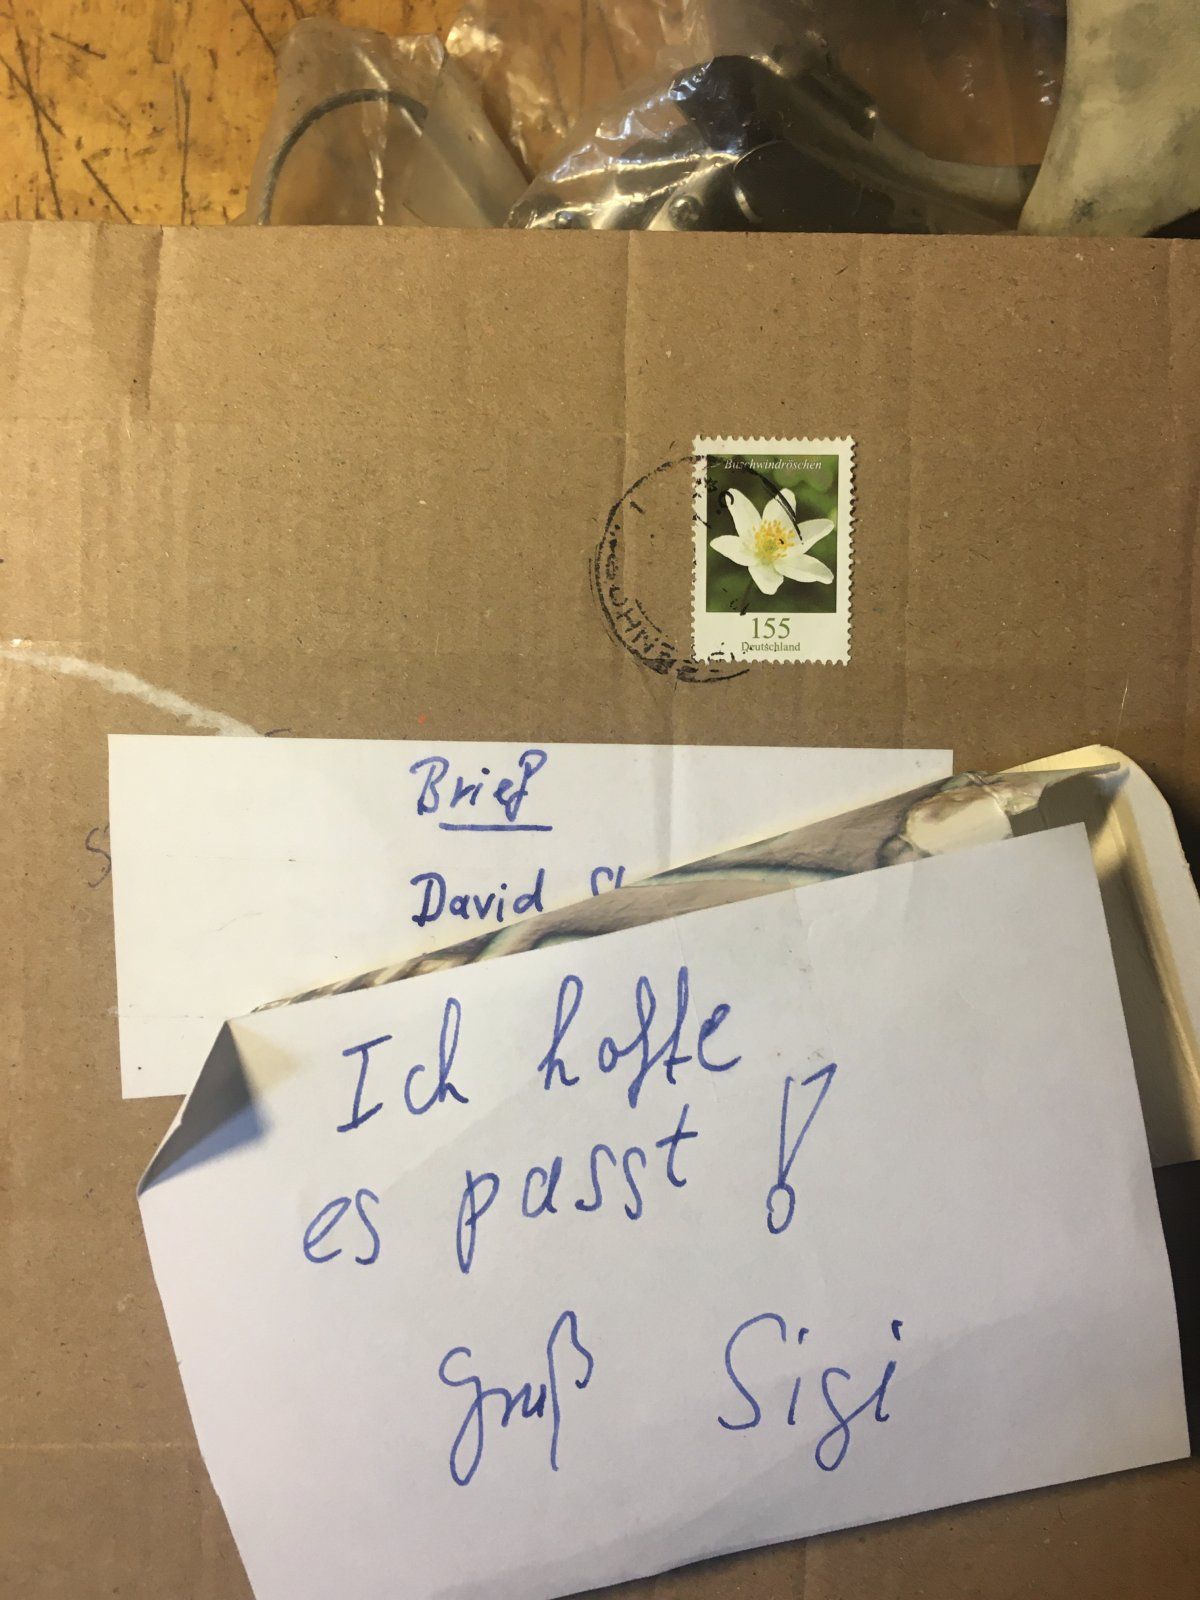 Buschwindröschen
155
Deutschland
Brief
David
Ich hoffe
es passt!
Gruß Sigi